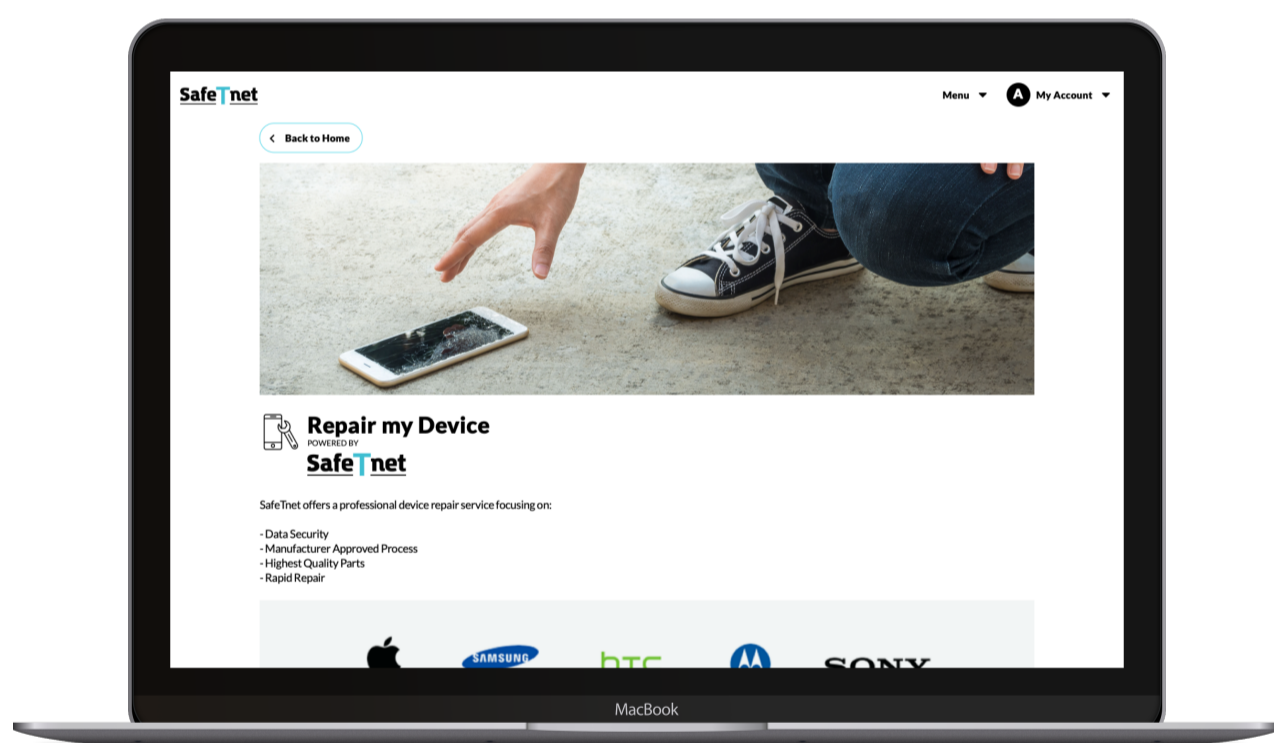 SafeTnet
Menu
A My Account
Back to Home
Repair my Device
POWERED BY
SafeTnet
SafeTnet offers a professional device repair service focusing on:
- Data Security
- Manufacturer Approved Process
- Highest Quality Parts
- Rapid Repair
SAMSUNG hTC SONY
MacBook